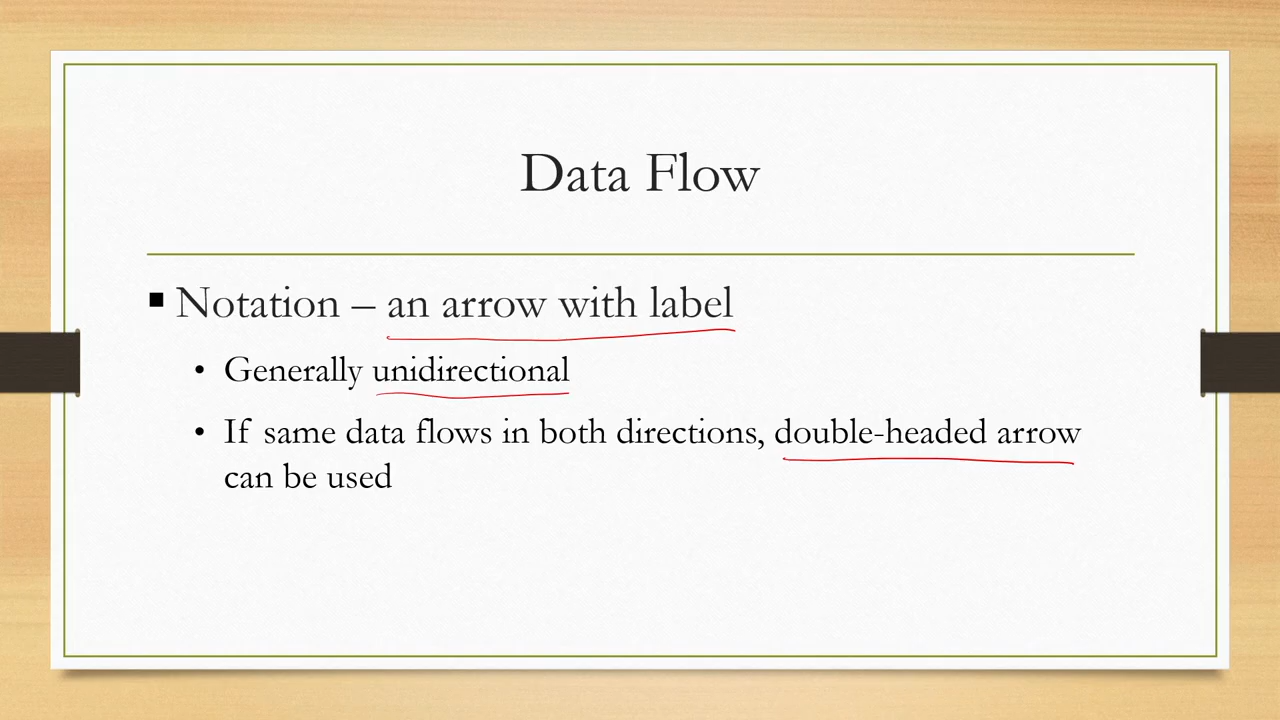 Data Flow
▪ Notation – an arrow with label
• Generally unidirectional
• If same data flows in both directions, double-headed arrow
can be used